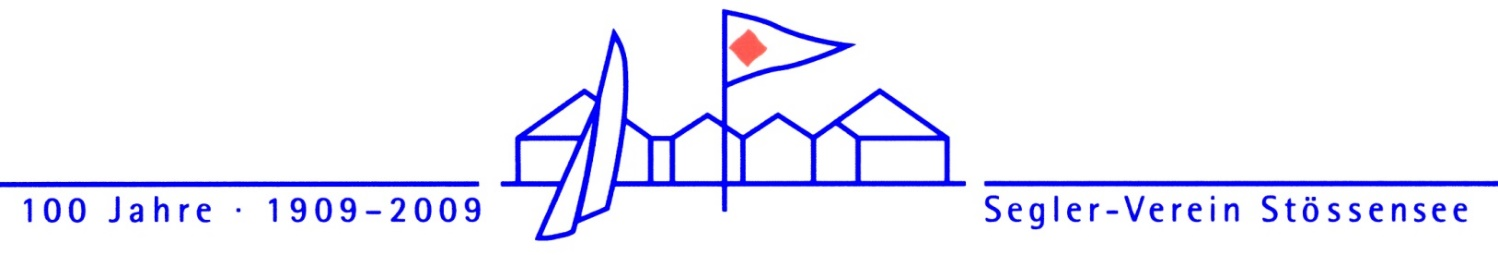 100 Jahre · 1909–2009
Segler-Verein Stössensee